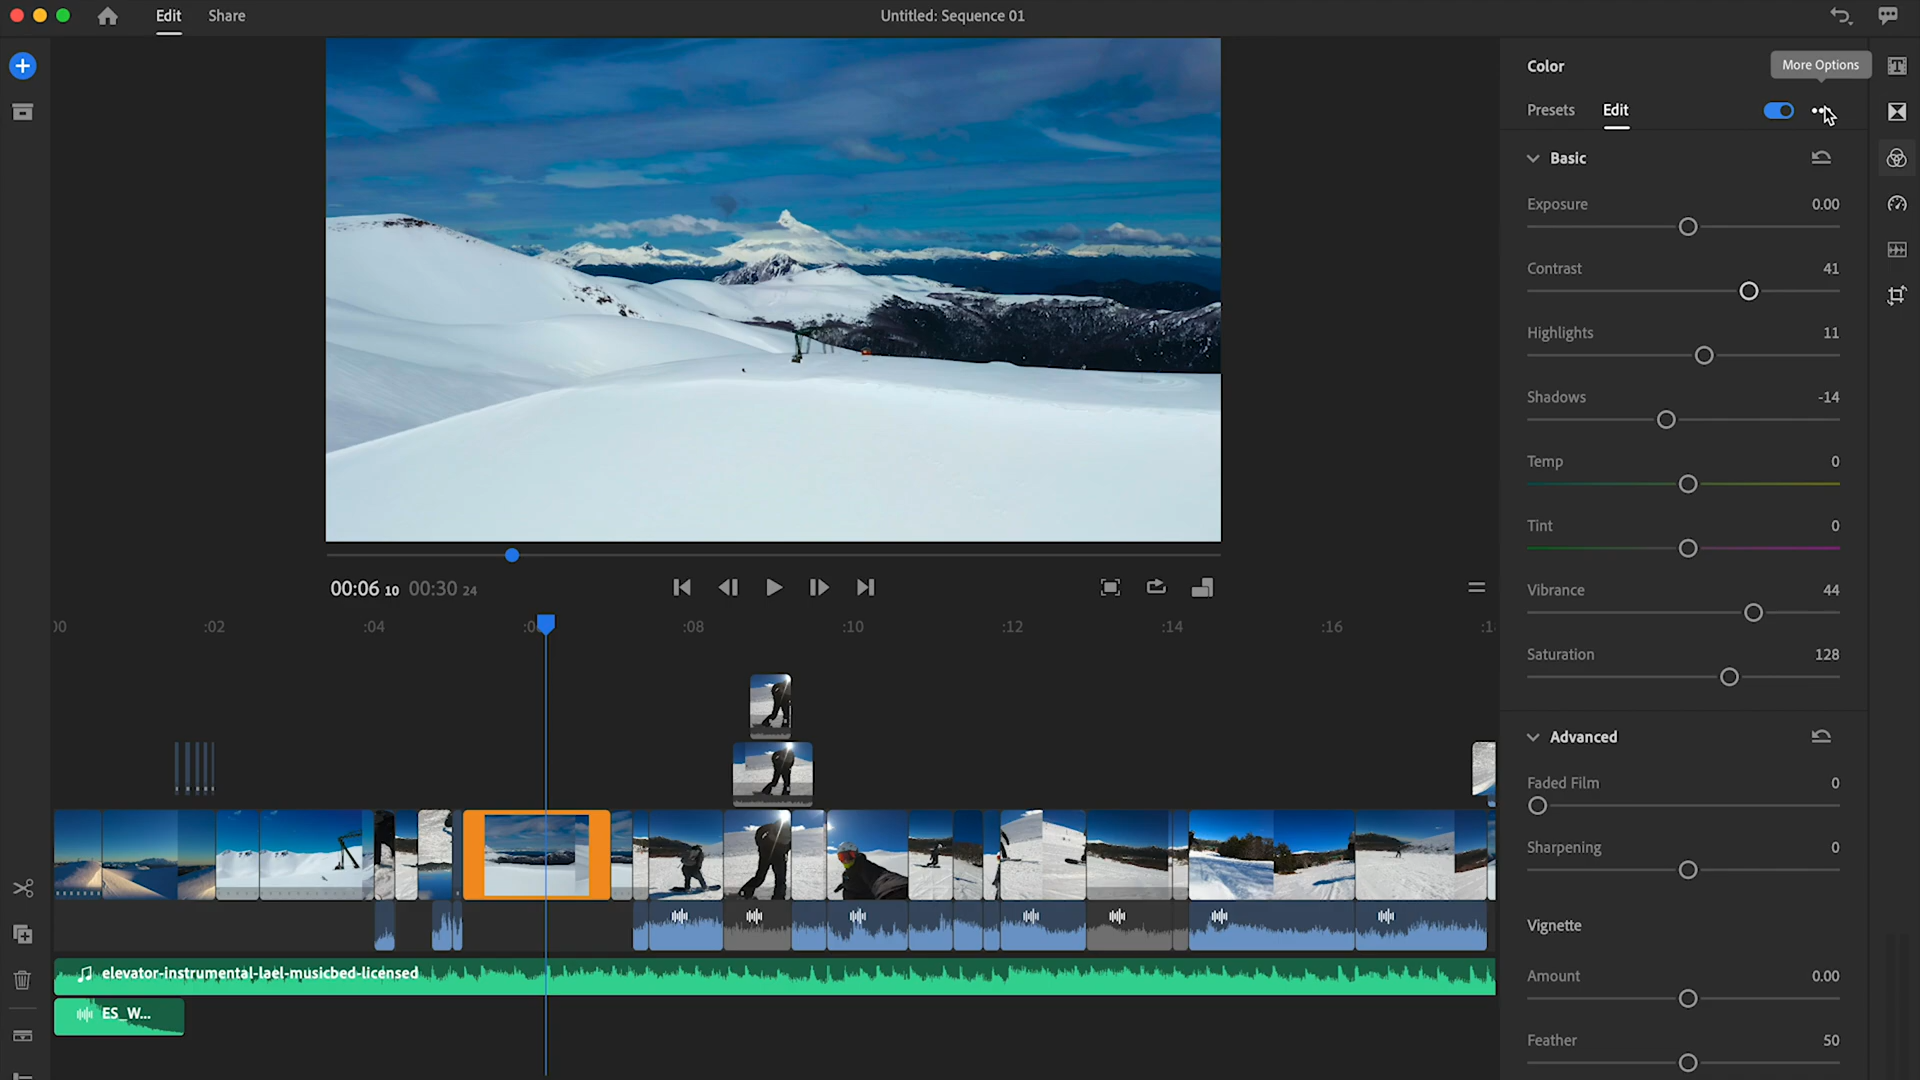 Edit Share Untitled: Sequence 01
Color More Options
Presets Edit
Basic
Exposure 0.00
Contrast 41
Highlights 11
Shadows -14
Temp 0
Tint 0
Vibrance 44
Saturation 128
Advanced
Faded Film 0
Sharpening 0
Vignette
Amount 0.00
Feather 50
00:06 10 00:30 24
:02 :04 :08 :10 :12 :14 :16
elevator-instrumental-lael-musicbed-licensed
ES_W...